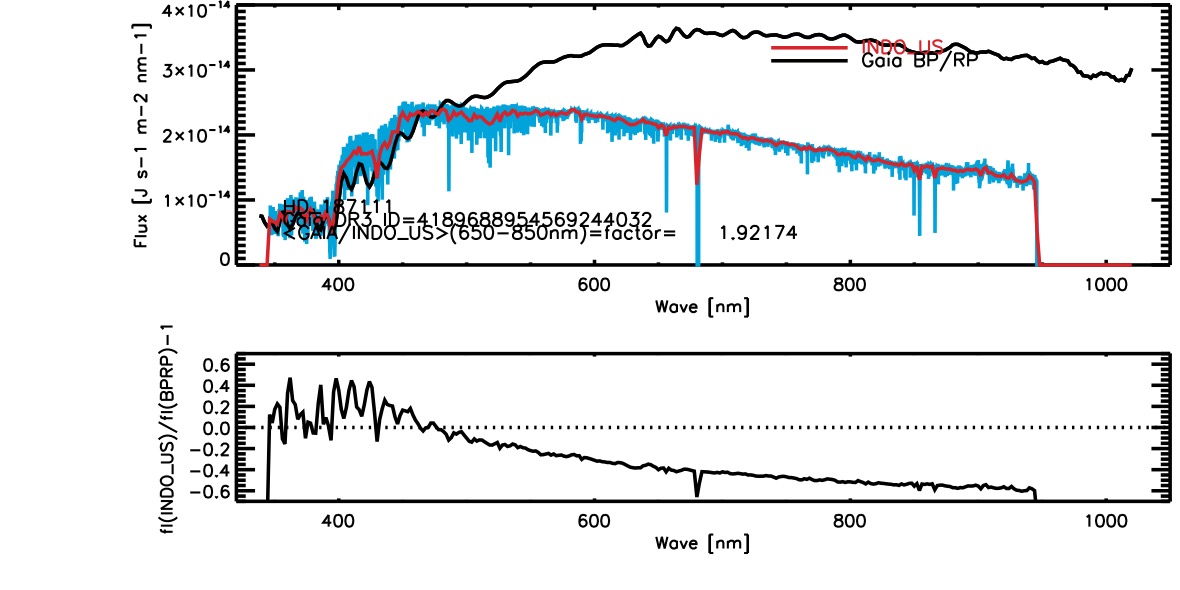 4×10−14
3×10−14
2×10−14
1×10−14
0
Flux [J s−1 m−2 nm−1]
INDO_US
Gaia BP/RP
HD 187111
Gaia DR3 ID=4189688954569244032
<GAIA/INDO_US>(650−850nm)=factor= 1.92174
400 600 800 1000
Wave [nm]
fl(INDO_US)/fl(BPRP)−1
0.6
0.4
0.2
0.0
−0.2
−0.4
−0.6
400 600 800 1000
Wave [nm]